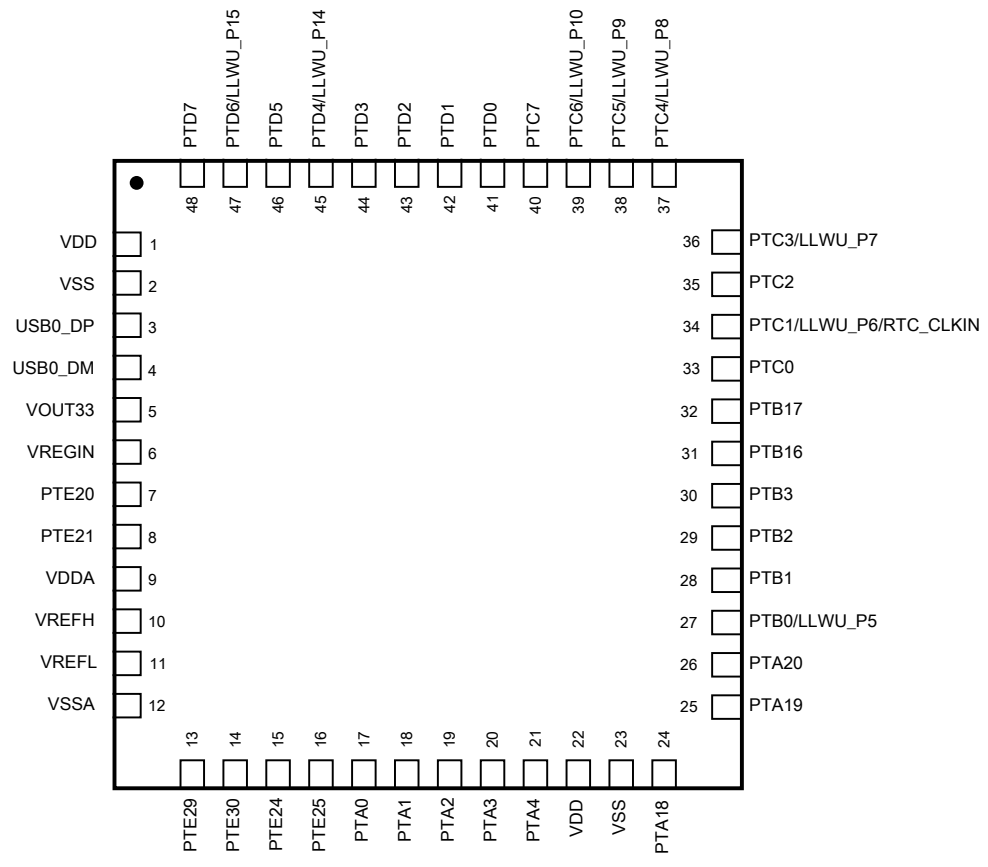 PTD7
PTD6/LLWU_P15
PTD5
PTD4/LLWU_P14
PTD3
PTD2
PTD1
PTD0
PTC7
PTC6/LLWU_P10
PTC5/LLWU_P9
PTC4/LLWU_P8
48
47
46
45
44
43
42
41
40
39
38
37
VDD 1
VSS 2
USB0_DP 3
USB0_DM 4
VOUT33 5
VREGIN 6
PTE20 7
PTE21 8
VDDA 9
VREFH 10
VREFL 11
VSSA 12
36 PTC3/LLWU_P7
35 PTC2
34 PTC1/LLWU_P6/RTC_CLKIN
33 PTC0
32 PTB17
31 PTB16
30 PTB3
29 PTB2
28 PTB1
27 PTB0/LLWU_P5
26 PTA20
25 PTA19
13
14
15
16
17
18
19
20
21
22
23
24
PTE29
PTE30
PTE24
PTE25
PTA0
PTA1
PTA2
PTA3
PTA4
VDD
VSS
PTA18